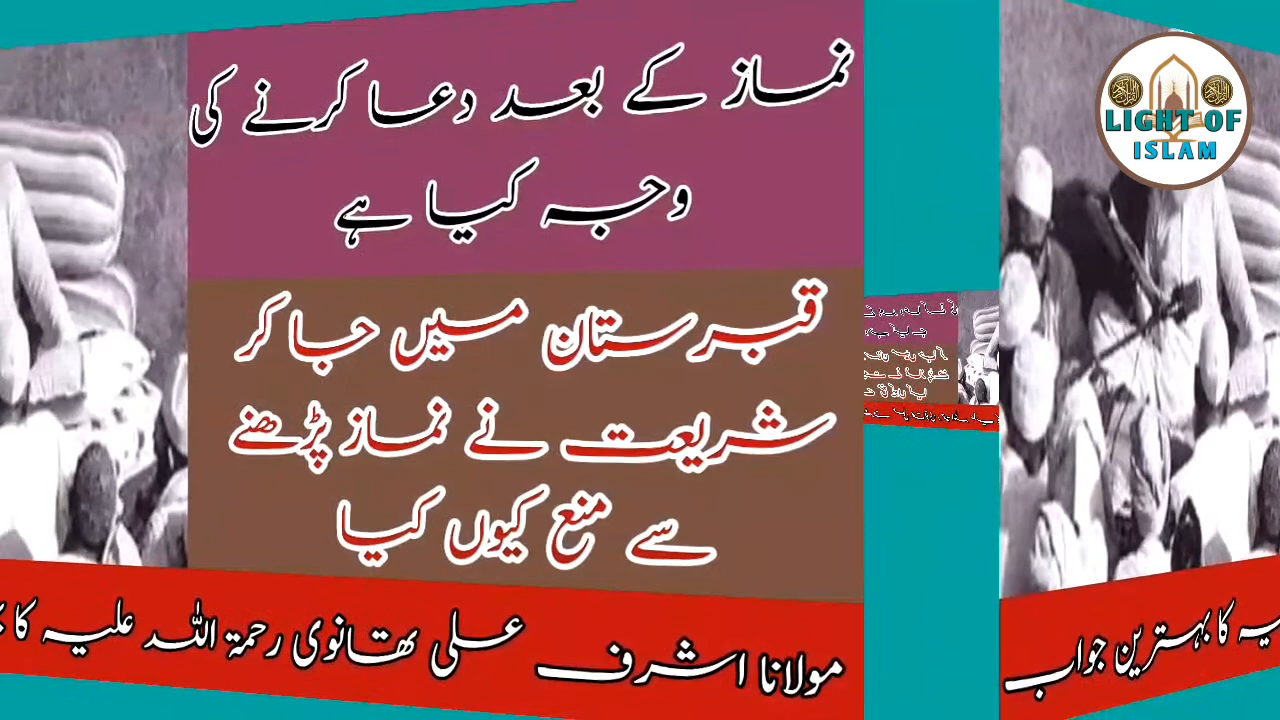 نماز کے بعد دعا کرنے کی
وجہ کیا ہے
قبرستان میں جا کر
شریعت نے نماز پڑھنے
سے منع کیوں کیا
مولانا اشرف علی تھانوی رحمۃ اللہ علیہ کا
کا بہترین جواب
LIGHT OF
ISLAM